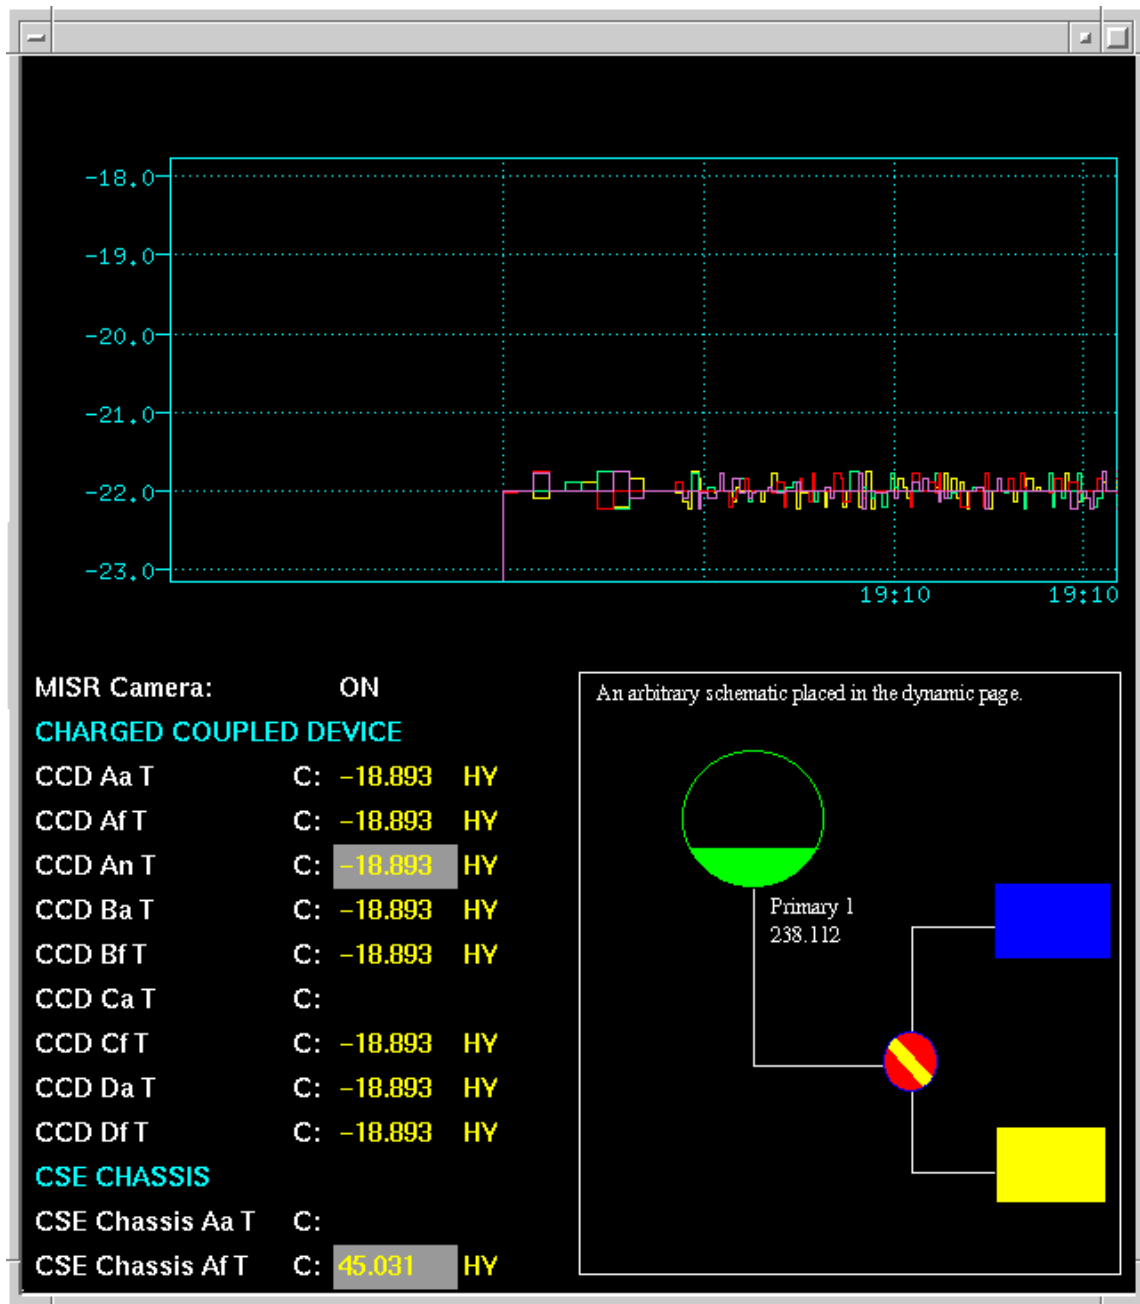 -18.0
-19.0
-20.0
-21.0
-22.0
-23.0
19:10 19:10
MISR Camera: ON
CHARGED COUPLED DEVICE
CCD Aa T C: -18.893 HY
CCD Af T C: -18.893 HY
CCD An T C: -18.893 HY
CCD Ba T C: -18.893 HY
CCD Bf T C: -18.893 HY
CCD Ca T C:
CCD Cf T C: -18.893 HY
CCD Da T C: -18.893 HY
CCD Df T C: -18.893 HY
CSE CHASSIS
CSE Chassis Aa T C:
CSE Chassis Af T C: 45.031 HY
An arbitrary schematic placed in the dynamic page.
Primary 1
238.112